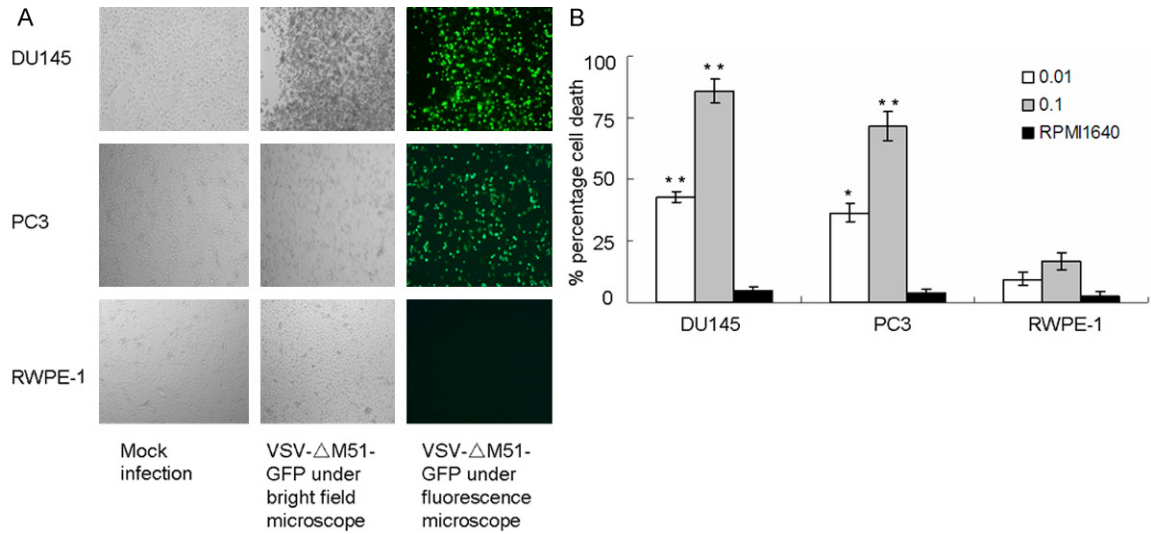 A
DU145
PC3
RWPE-1
Mock
infection
VSV-△M51-
GFP under
bright field
microscope
VSV-△M51-
GFP under
fluorescence
microscope
B
% percentage cell death
100
75
50
25
0
**
**
*
**
0.01
0.1
RPMI1640
DU145
PC3
RWPE-1